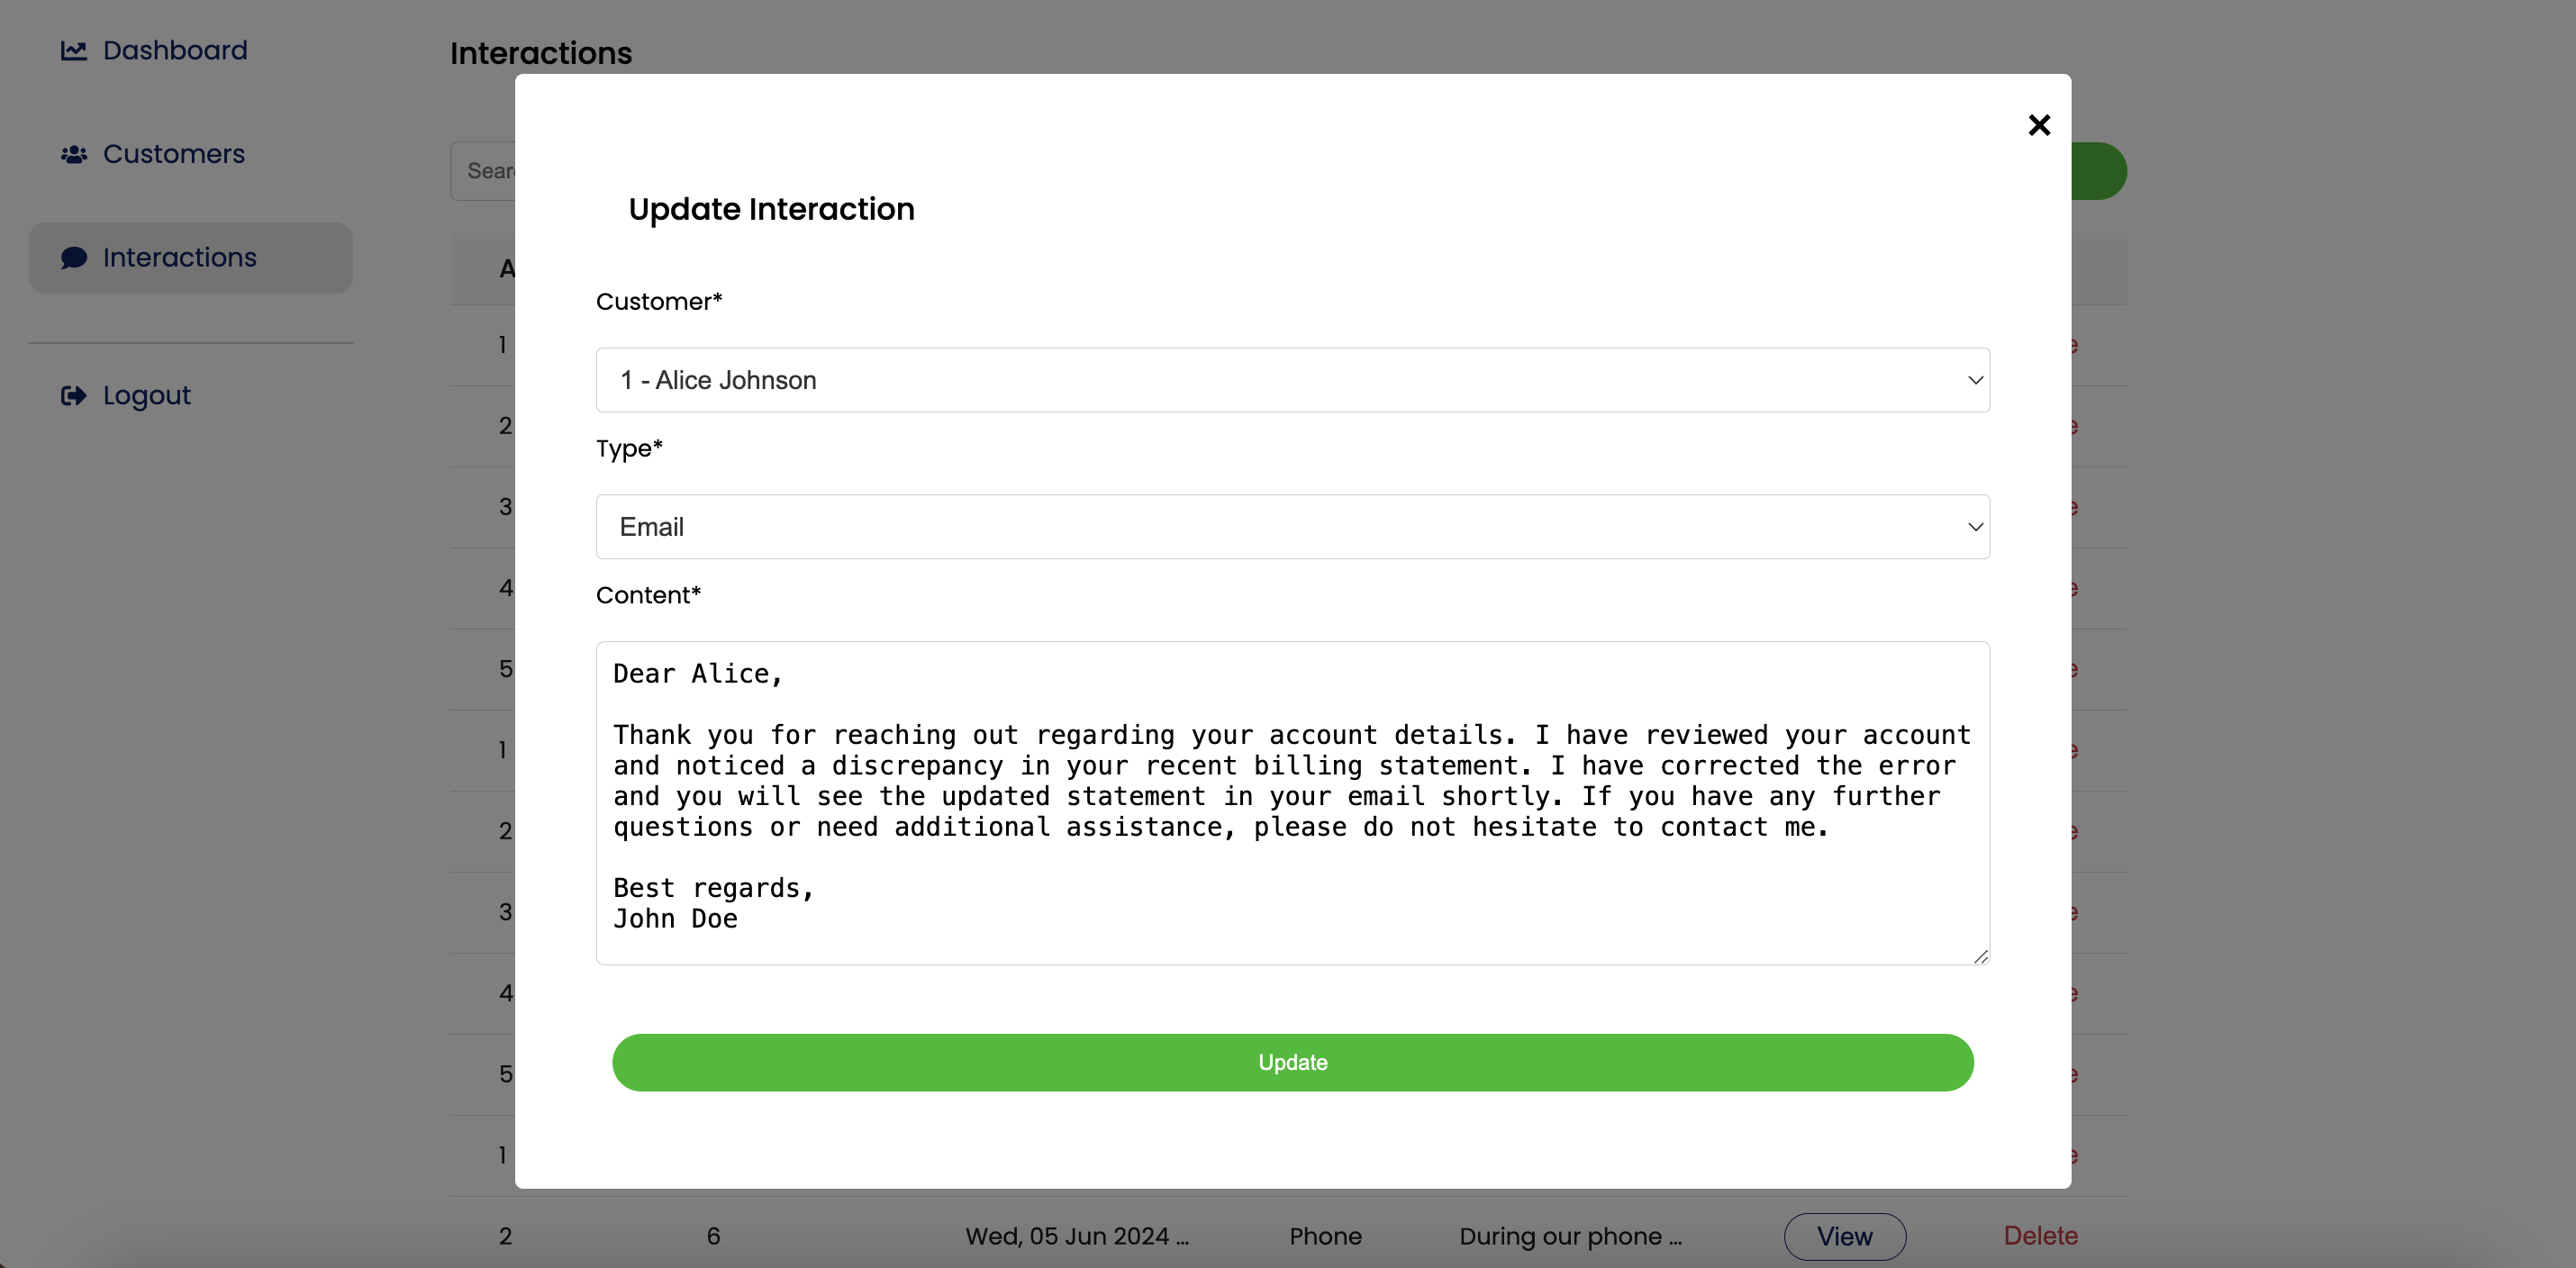 Dashboard
Customers
Interactions
Logout
Interactions
Update Interaction
Customer*
1 - Alice Johnson
Type*
Email
Content*
Dear Alice,
Thank you for reaching out regarding your account details. I have reviewed your account
and noticed a discrepancy in your recent billing statement. I have corrected the error
and you will see the updated statement in your email shortly. If you have any further
questions or need additional assistance, please do not hesitate to contact me.
Best regards,
John Doe
Update
1
2
3
4
5
1
2
3
4
5
1
2 6 Wed, 05 Jun 2024 ... Phone During our phone ... View Delete